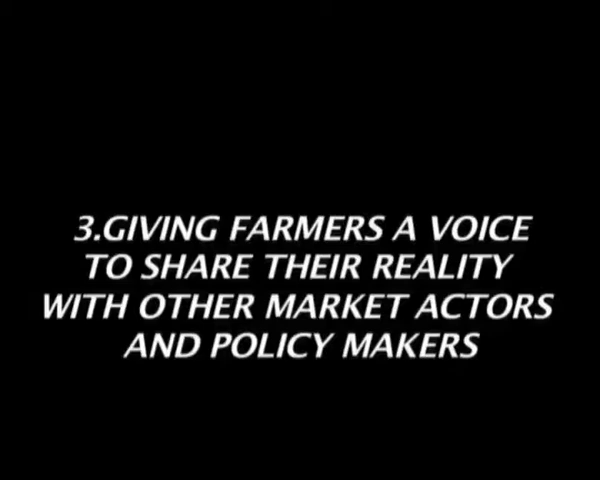 3.GIVING FARMERS A VOICE
TO SHARE THEIR REALITY
WITH OTHER MARKET ACTORS
AND POLICY MAKERS